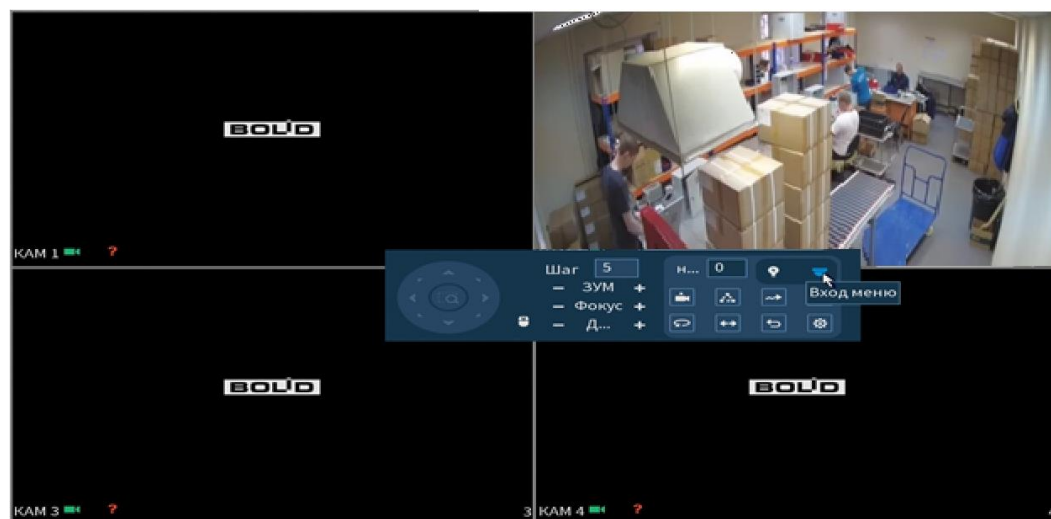 BOLID
КАМ 1 ?
Шаг 5
н... 0
— ЗУМ +
— Фокус +
— Д... +
Вход меню
BOLID
BOLID
КАМ 3 ?
3
КАМ 4 ?